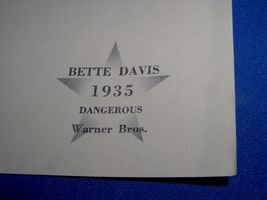 BETTE DAVIS
1935
DANGEROUS
Warner Bros.